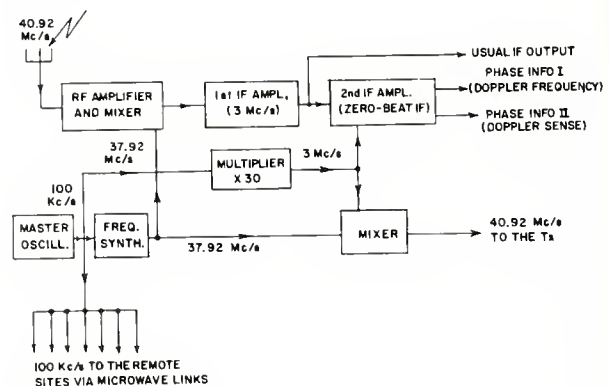 40.92
Mc/s
RF AMPLIFIER
AND MIXER
1st IF AMPL.
(3 Mc/s)
2nd IF AMPL.
(ZERO-BEAT IF)
USUAL IF OUTPUT
PHASE INFO I
(DOPPLER FREQUENCY)
PHASE INFO II
(DOPPLER SENSE)
37.92
Mc/s
MULTIPLIER
X 30
3 Mc/s
100
Kc/s
MASTER
OSCILL.
FREQ.
SYNTH.
37.92 Mc/s
MIXER
40.92 Mc/s
TO THE Tx
100 Kc/s TO THE REMOTE
SITES VIA MICROWAVE LINKS